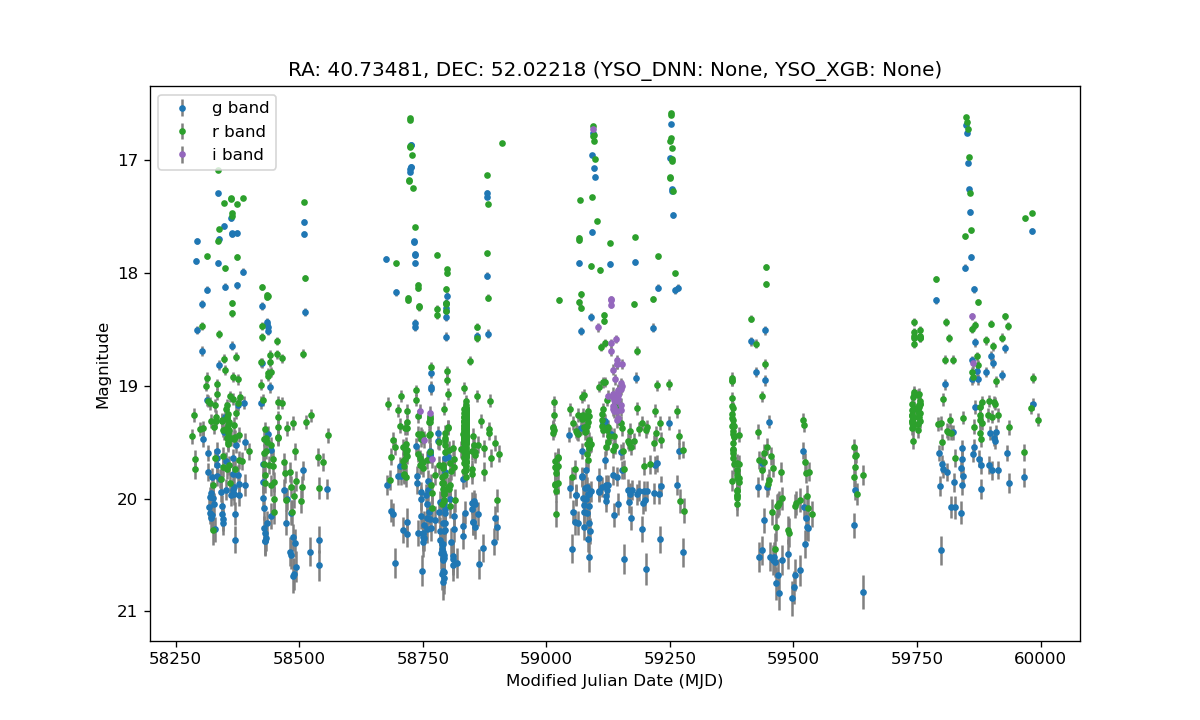 RA: 40.73481, DEC: 52.02218 (YSO_DNN: None, YSO_XGB: None)
g band
r band
i band
17
18
19
20
21
Magnitude
58250 58500 58750 59000 59250 59500 59750 60000
Modified Julian Date (MJD)